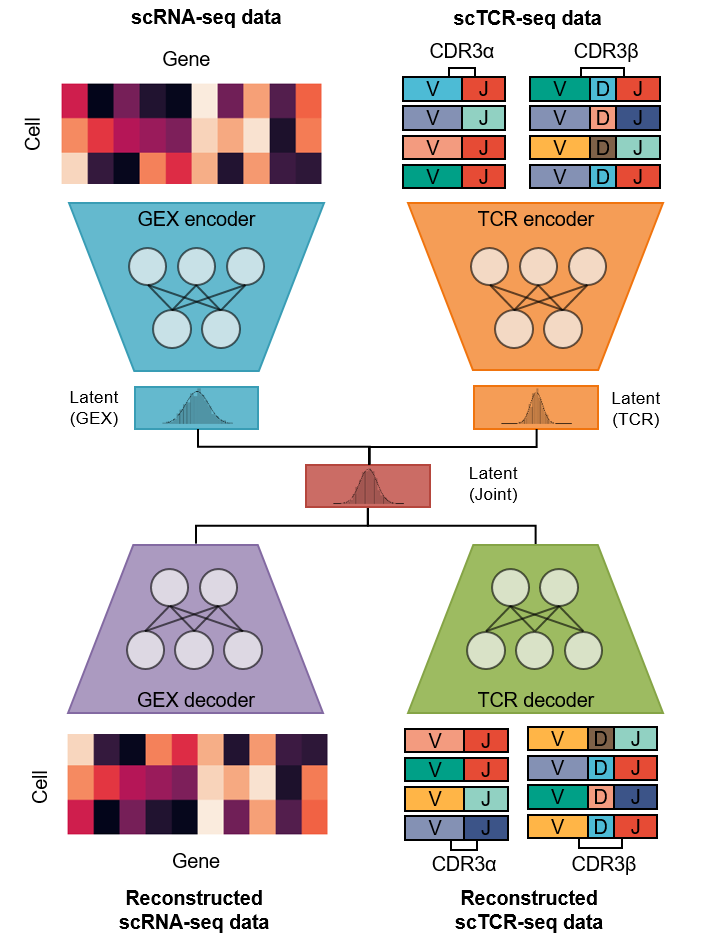 scRNA-seq data
scTCR-seq data
Gene
Cell
CDR3α
CDR3β
V J
V D J
V J
V D J
V J
V D J
V J
V D J
GEX encoder
TCR encoder
Latent
(GEX)
Latent
(TCR)
Latent
(Joint)
GEX decoder
TCR decoder
Cell
V J
V D J
V J
V D J
V J
V D J
V J
V D J
Gene
CDR3α
CDR3β
Reconstructed
scRNA-seq data
Reconstructed
scTCR-seq data